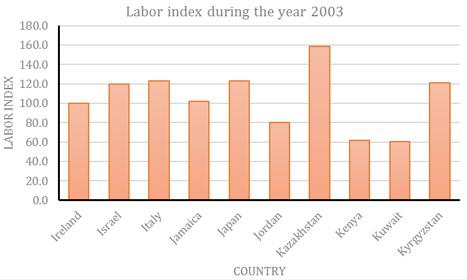 Labor index during the year 2003
180.0
160.0
140.0
120.0
100.0
80.0
60.0
40.0
20.0
0.0
LABOR INDEX
Ireland
Israel
Italy
Jamaica
Japan
Jordan
Kazakhstan
Kenya
Kuwait
Kyrgyzstan
COUNTRY